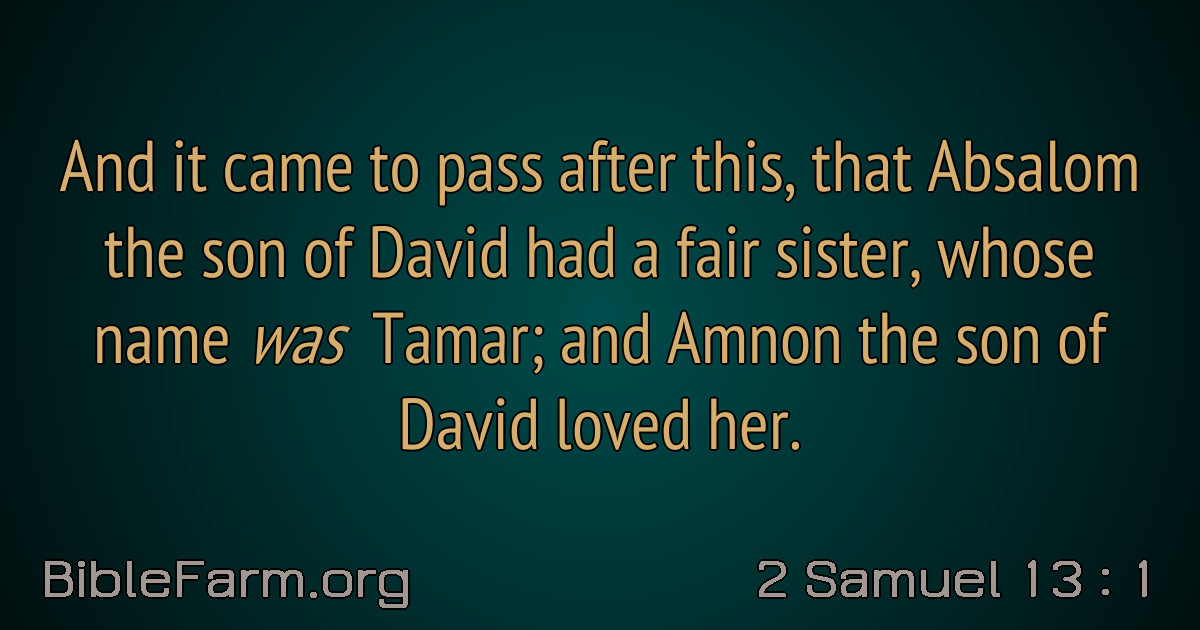 And it came to pass after this, that Absalom
the son of David had a fair sister, whose
name was Tamar; and Amnon the son of
David loved her.
BibleFarm.org
2 Samuel 13 : 1